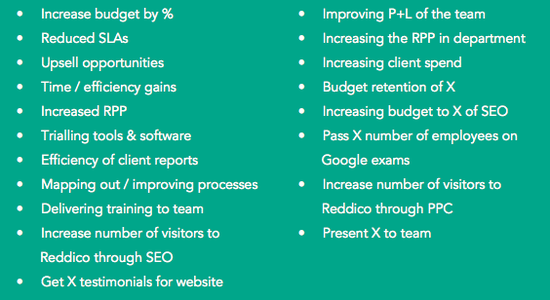 • Increase budget by %
• Reduced SLAs
• Upsell opportunities
• Time / efficiency gains
• Increased RPP
• Trialling tools & software
• Efficiency of client reports
• Mapping out / improving processes
• Delivering training to team
• Increase number of visitors to
Reddico through SEO
• Get X testimonials for website
• Improving P+L of the team
• Increasing the RPP in department
• Increasing client spend
• Budget retention of X
• Increasing budget to X of SEO
• Pass X number of employees on
Google exams
• Increase number of visitors to
Reddico through PPC
• Present X to team